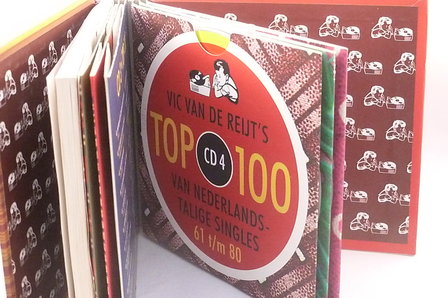 VIC VAN DE REIJT'S
TOP 100
CD 4
VAN NEDERLANDS-
TALIGE SINGLES
61 t/m 80